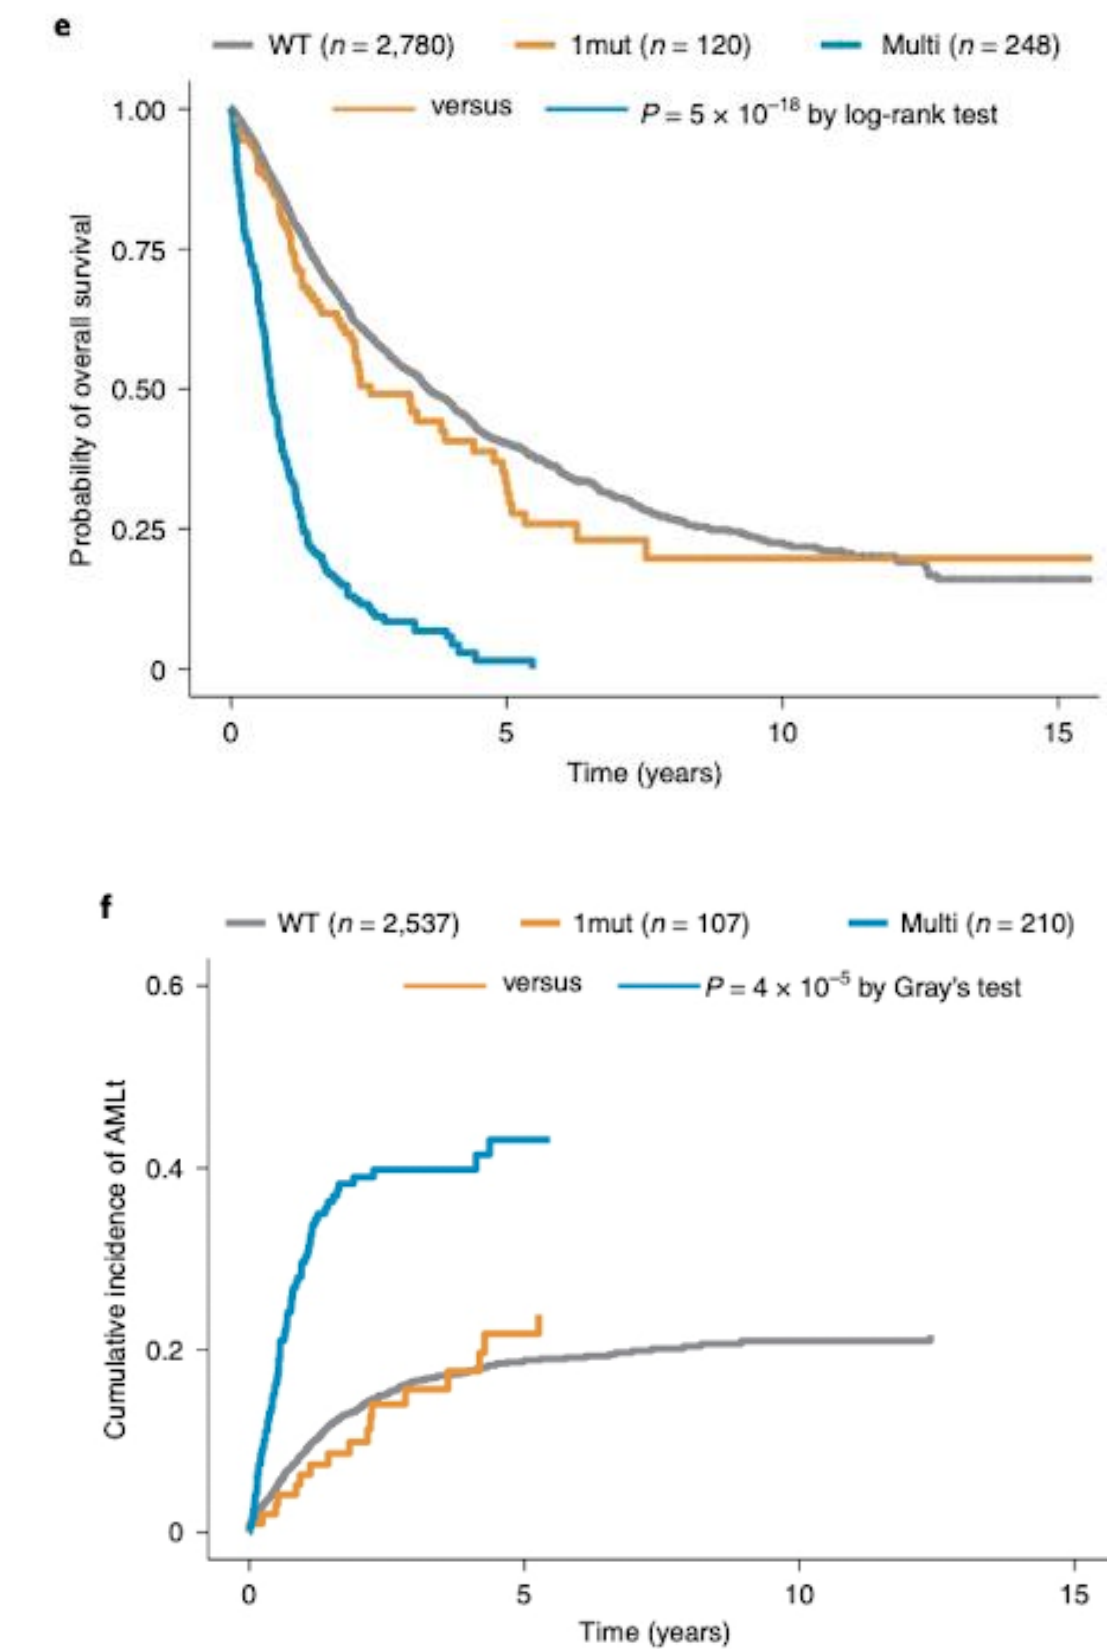 e
WT (n = 2,780) 1mut (n = 120) Multi (n = 248)
versus P = 5 × 10⁻¹⁸ by log-rank test
1.00
0.75
0.50
0.25
0
Probability of overall survival
0 5 10 15
Time (years)
f
WT (n = 2,537) 1mut (n = 107) Multi (n = 210)
versus P = 4 × 10⁻⁵ by Gray's test
0.6
0.4
0.2
0
Cumulative incidence of AMLt
0 5 10 15
Time (years)